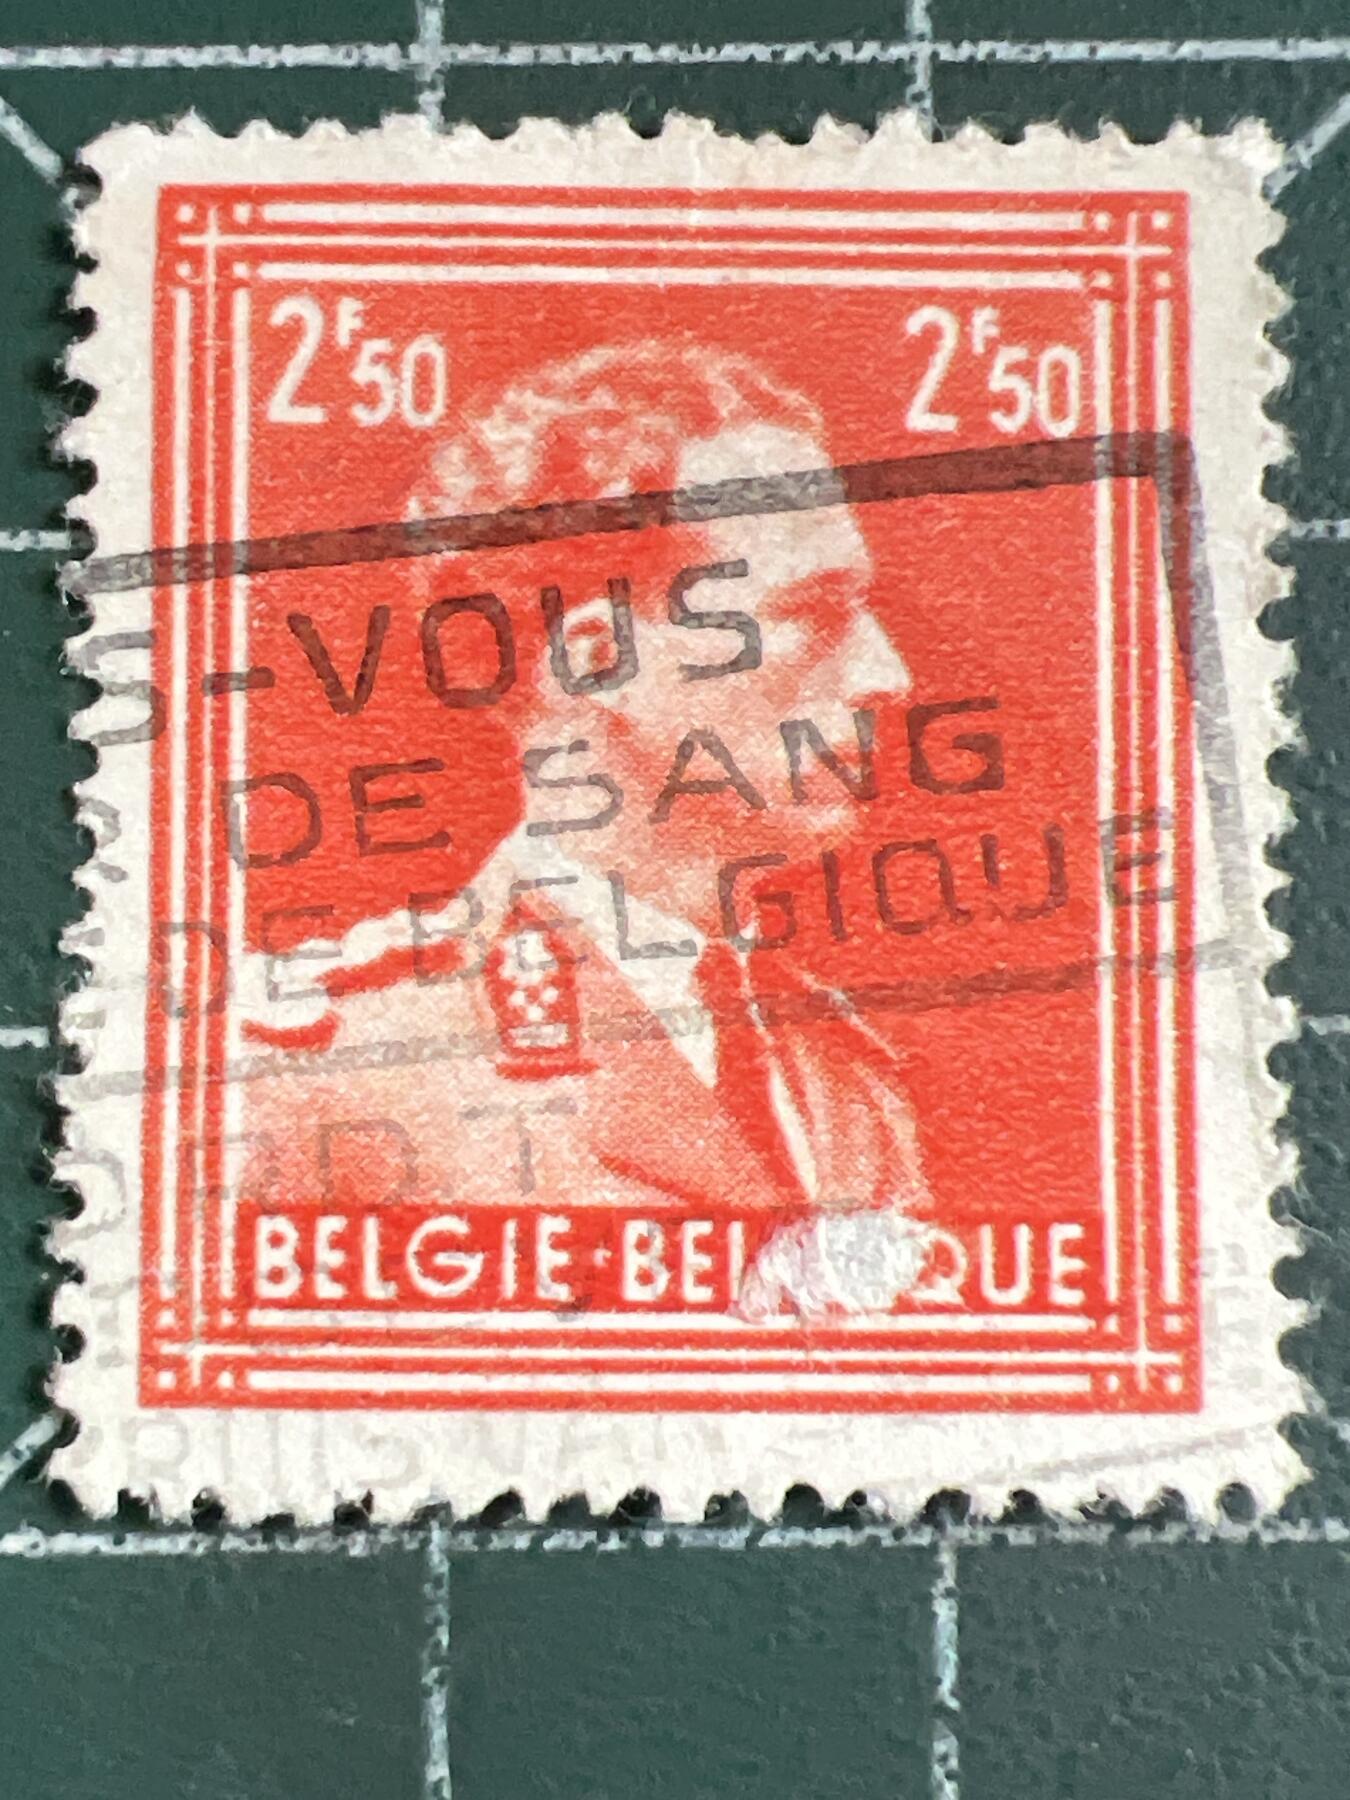 2F50 2F50
S-VOUS
DE SANG
DE BELGIQUE
BELGIE·BEL QUE